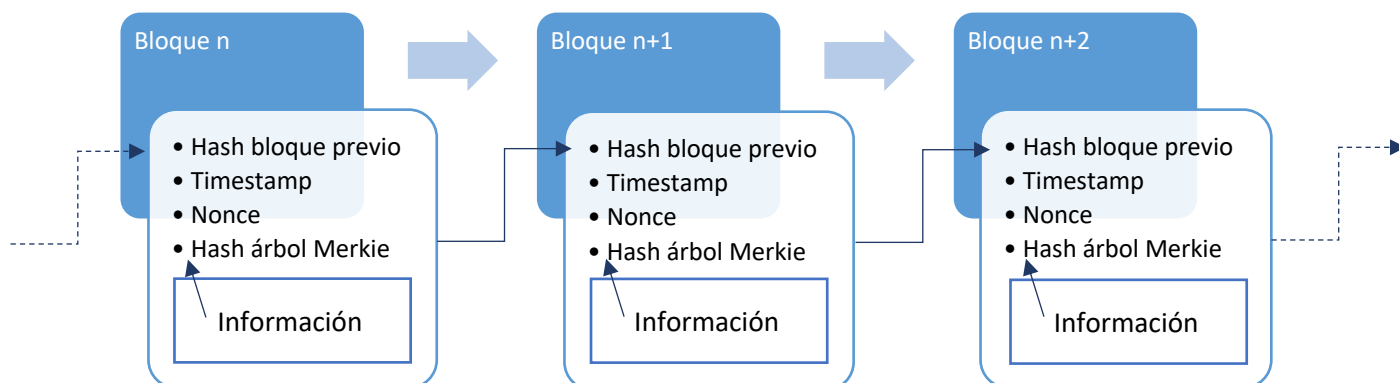 Bloque n
• Hash bloque previo
• Timestamp
• Nonce
• Hash árbol Merkie
Información
Bloque n+1
• Hash bloque previo
• Timestamp
• Nonce
• Hash árbol Merkie
Información
Bloque n+2
• Hash bloque previo
• Timestamp
• Nonce
• Hash árbol Merkie
Información